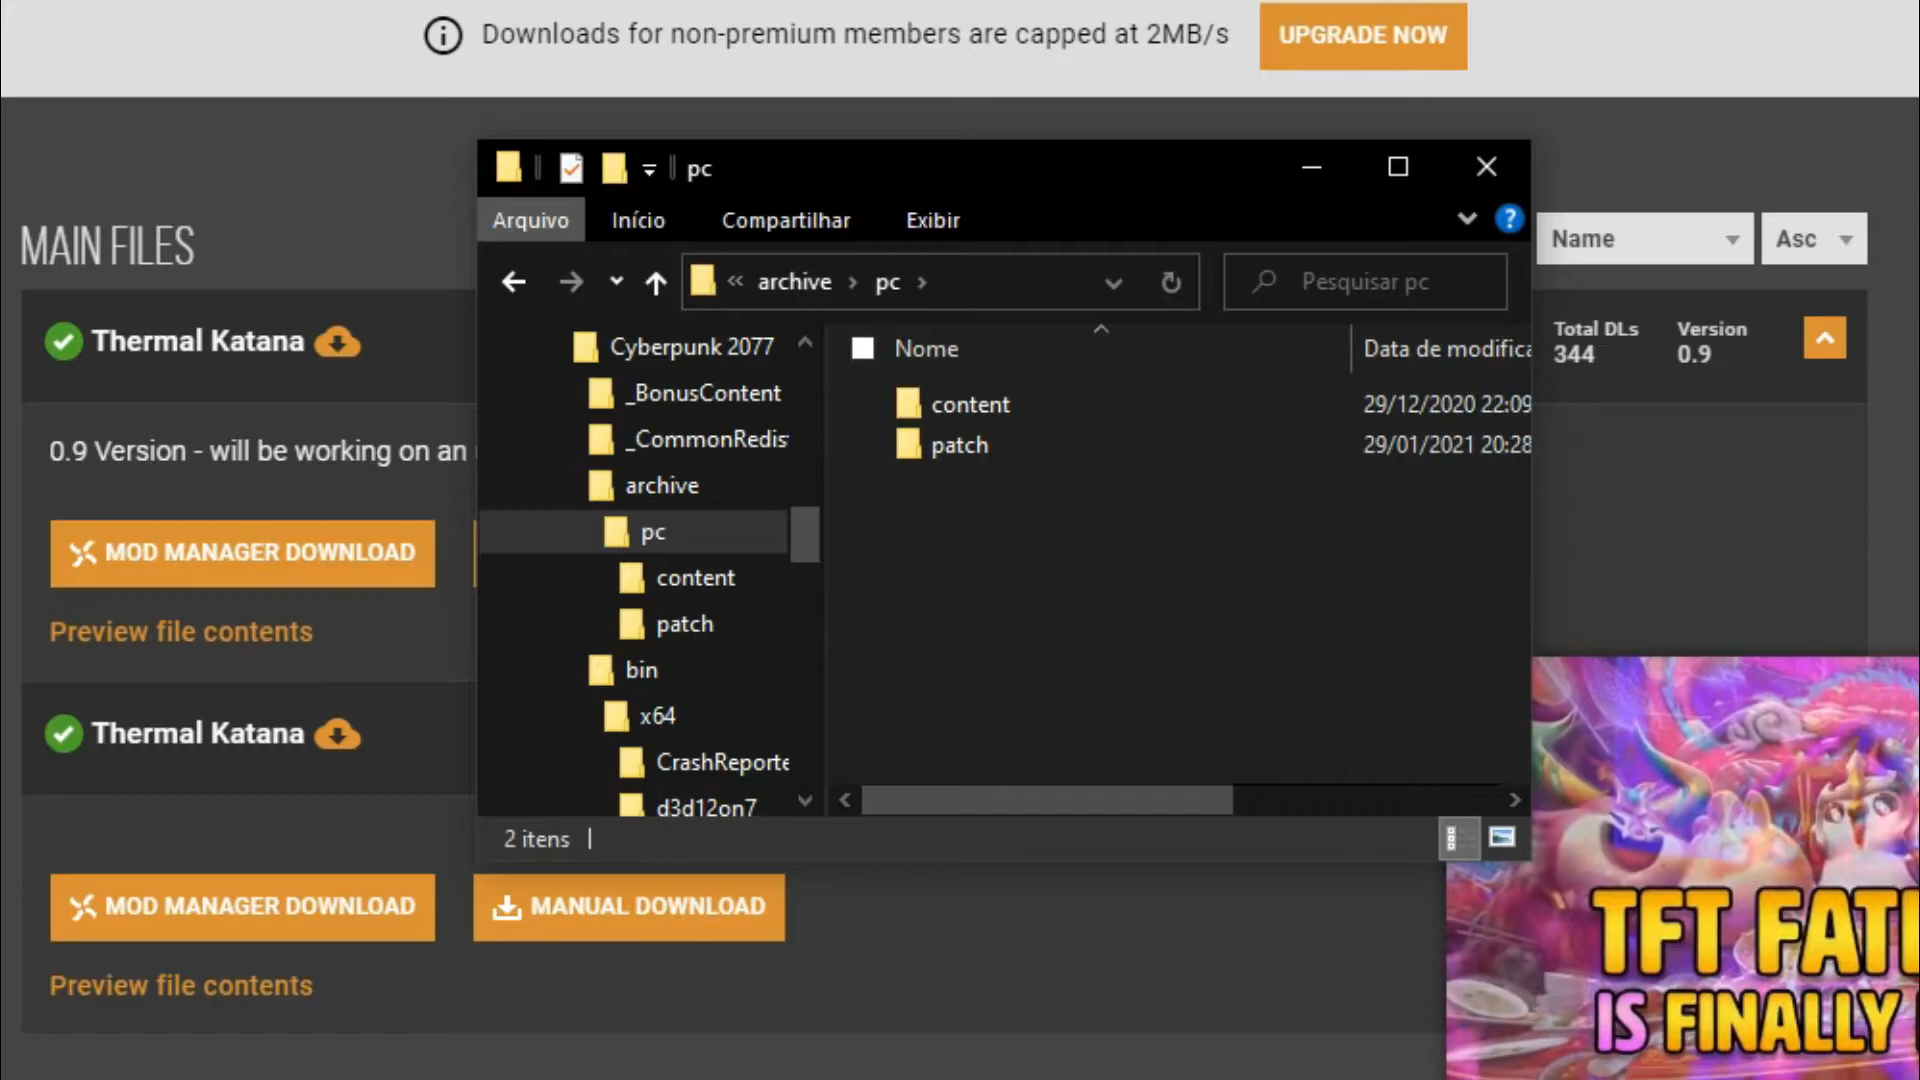 Downloads for non-premium members are capped at 2MB/s
UPGRADE NOW
MAIN FILES
Name
Asc
Thermal Katana
Total DLs
344
Version
0.9
0.9 Version - will be working on an
MOD MANAGER DOWNLOAD
Preview file contents
Thermal Katana
MOD MANAGER DOWNLOAD
MANUAL DOWNLOAD
Preview file contents
pc
Arquivo
Início
Compartilhar
Exibir
?
« archive > pc >
Pesquisar pc
Cyberpunk 2077
_BonusContent
_CommonRedis
archive
pc
content
patch
bin
x64
CrashReporte
d3d12on7
Nome
Data de modifica
content
29/12/2020 22:09
patch
29/01/2021 20:28
2 itens
TFT FATE
IS FINALLY